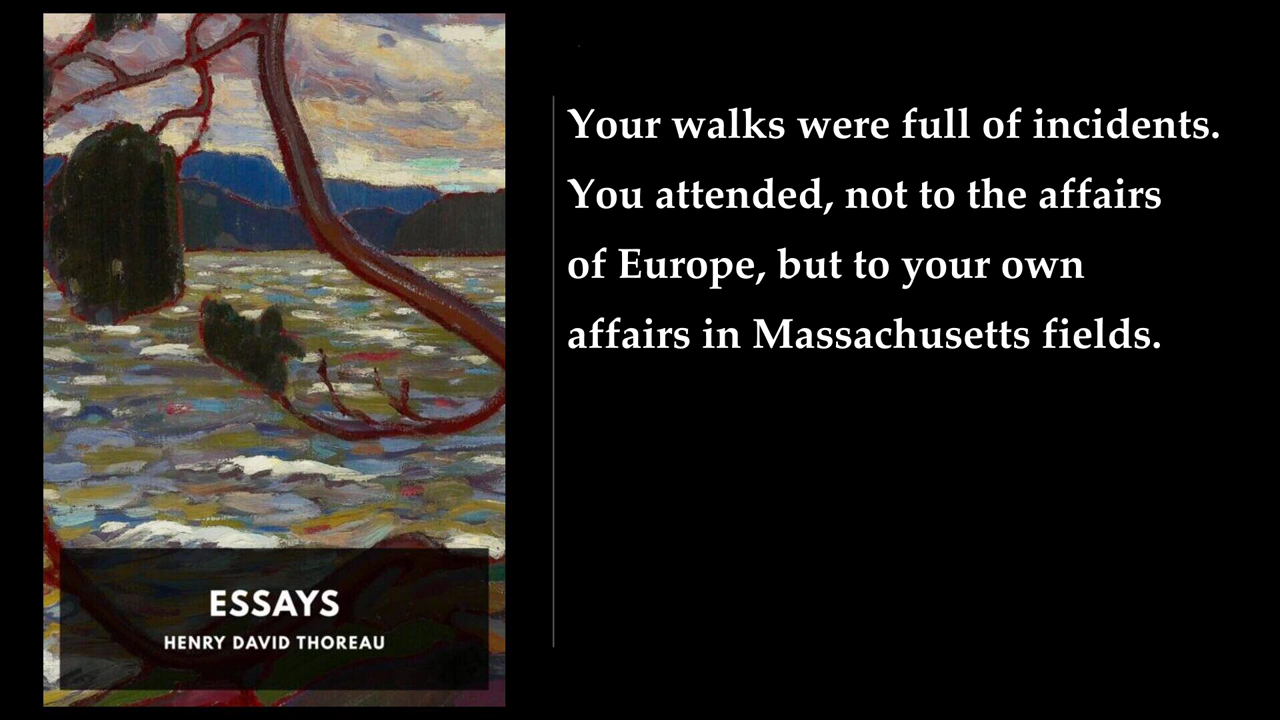 Your walks were full of incidents.
You attended, not to the affairs
of Europe, but to your own
affairs in Massachusetts fields.
ESSAYS
HENRY DAVID THOREAU